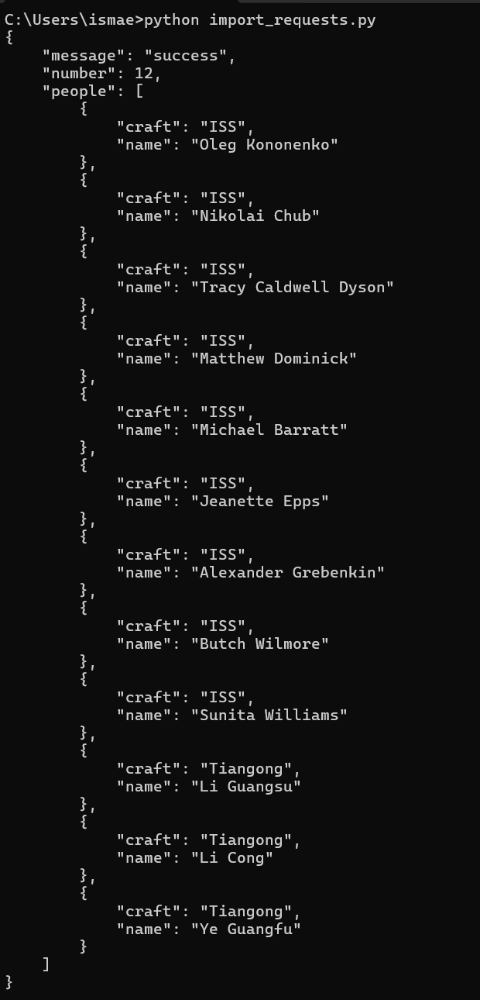 C:\Users\ismae>python import_requests.py
{
    "message": "success",
    "number": 12,
    "people": [
        {
            "craft": "ISS",
            "name": "Oleg Kononenko"
        },
        {
            "craft": "ISS",
            "name": "Nikolai Chub"
        },
        {
            "craft": "ISS",
            "name": "Tracy Caldwell Dyson"
        },
        {
            "craft": "ISS",
            "name": "Matthew Dominick"
        },
        {
            "craft": "ISS",
            "name": "Michael Barratt"
        },
        {
            "craft": "ISS",
            "name": "Jeanette Epps"
        },
        {
            "craft": "ISS",
            "name": "Alexander Grebenkin"
        },
        {
            "craft": "ISS",
            "name": "Butch Wilmore"
        },
        {
            "craft": "ISS",
            "name": "Sunita Williams"
        },
        {
            "craft": "Tiangong",
            "name": "Li Guangsu"
        },
        {
            "craft": "Tiangong",
            "name": "Li Cong"
        },
        {
            "craft": "Tiangong",
            "name": "Ye Guangfu"
        }
    ]
}